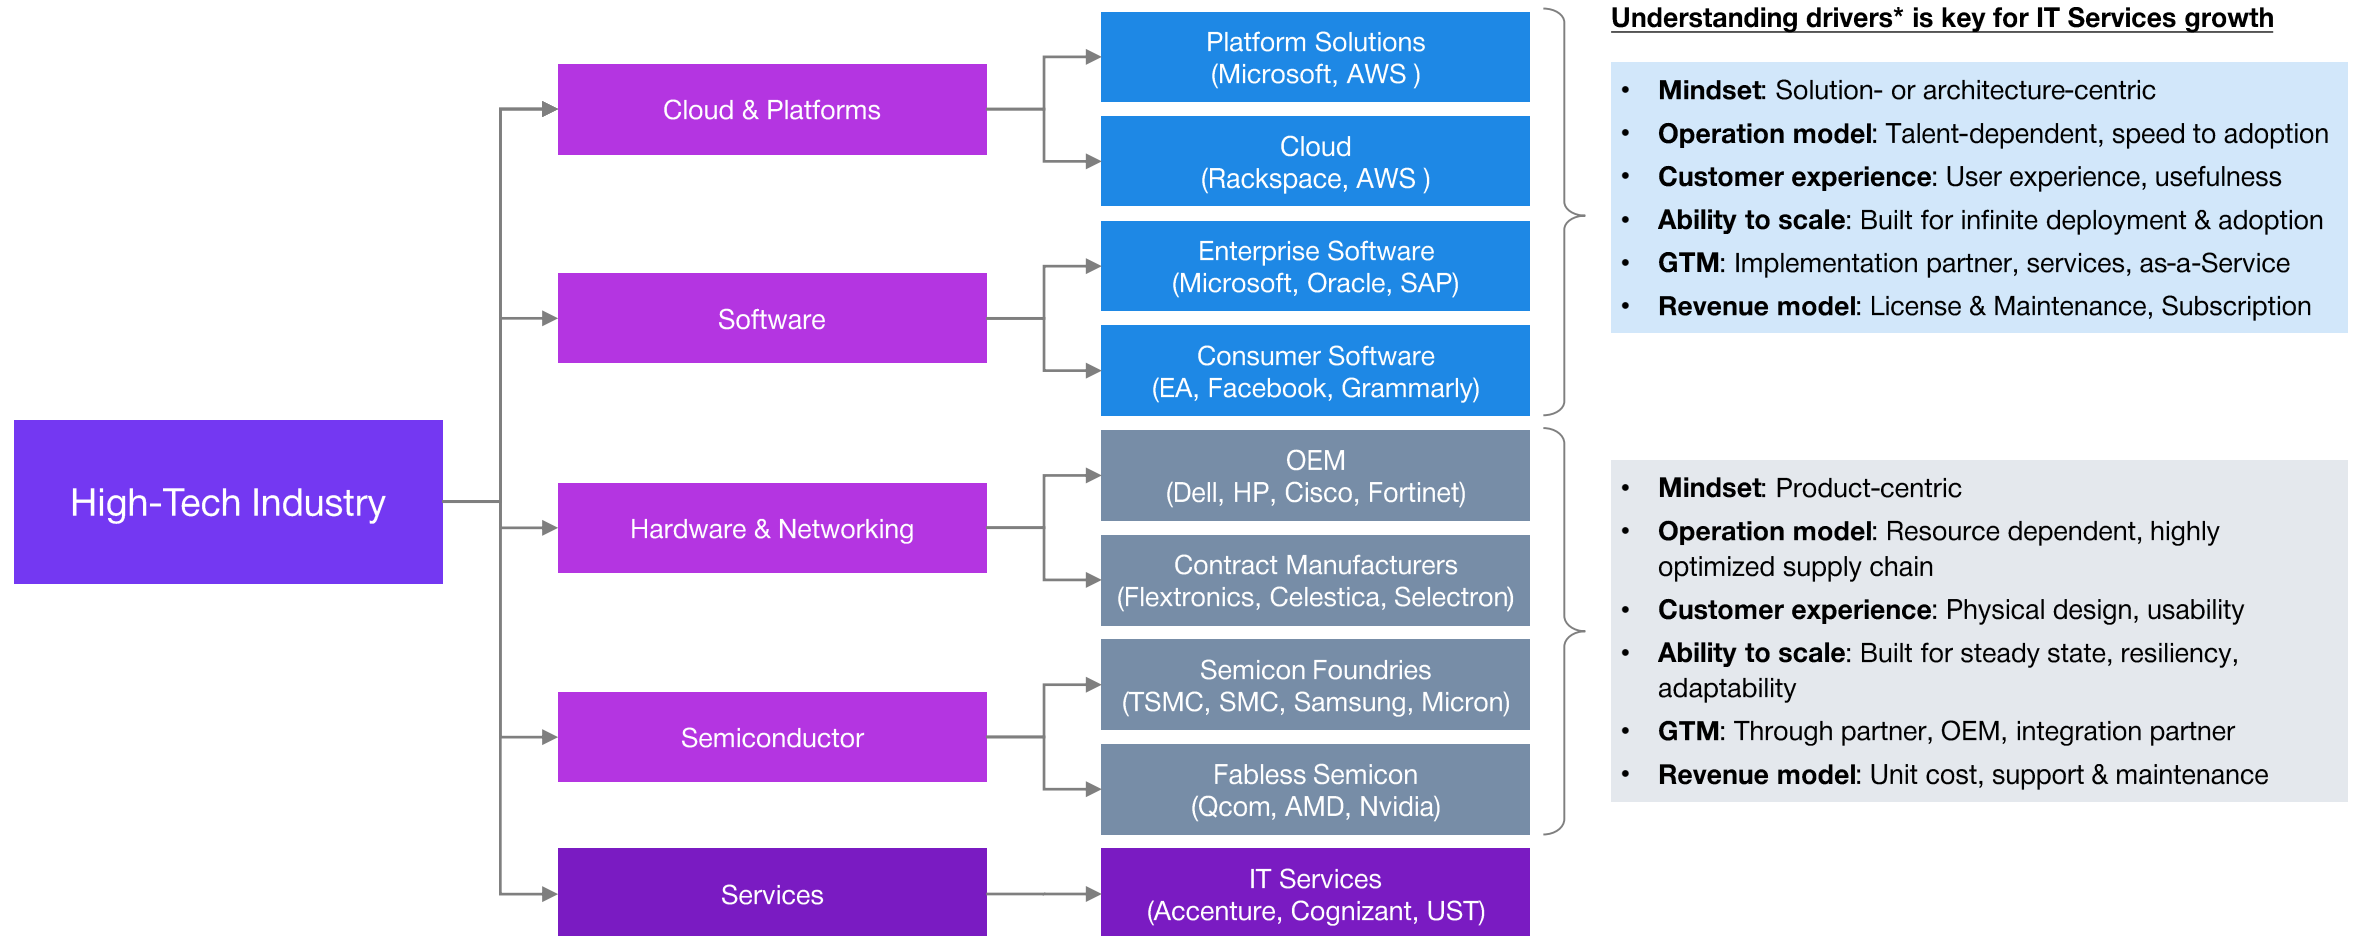 Understanding drivers* is key for IT Services growth
High-Tech Industry
Cloud & Platforms
Software
Hardware & Networking
Semiconductor
Services
Platform Solutions
(Microsoft, AWS )
Cloud
(Rackspace, AWS )
Enterprise Software
(Microsoft, Oracle, SAP)
Consumer Software
(EA, Facebook, Grammarly)
OEM
(Dell, HP, Cisco, Fortinet)
Contract Manufacturers
(Flextronics, Celestica, Selectron)
Semicon Foundries
(TSMC, SMC, Samsung, Micron)
Fabless Semicon
(Qcom, AMD, Nvidia)
IT Services
(Accenture, Cognizant, UST)
• Mindset: Solution- or architecture-centric
• Operation model: Talent-dependent, speed to adoption
• Customer experience: User experience, usefulness
• Ability to scale: Built for infinite deployment & adoption
• GTM: Implementation partner, services, as-a-Service
• Revenue model: License & Maintenance, Subscription
• Mindset: Product-centric
• Operation model: Resource dependent, highly
optimized supply chain
• Customer experience: Physical design, usability
• Ability to scale: Built for steady state, resiliency,
adaptability
• GTM: Through partner, OEM, integration partner
• Revenue model: Unit cost, support & maintenance